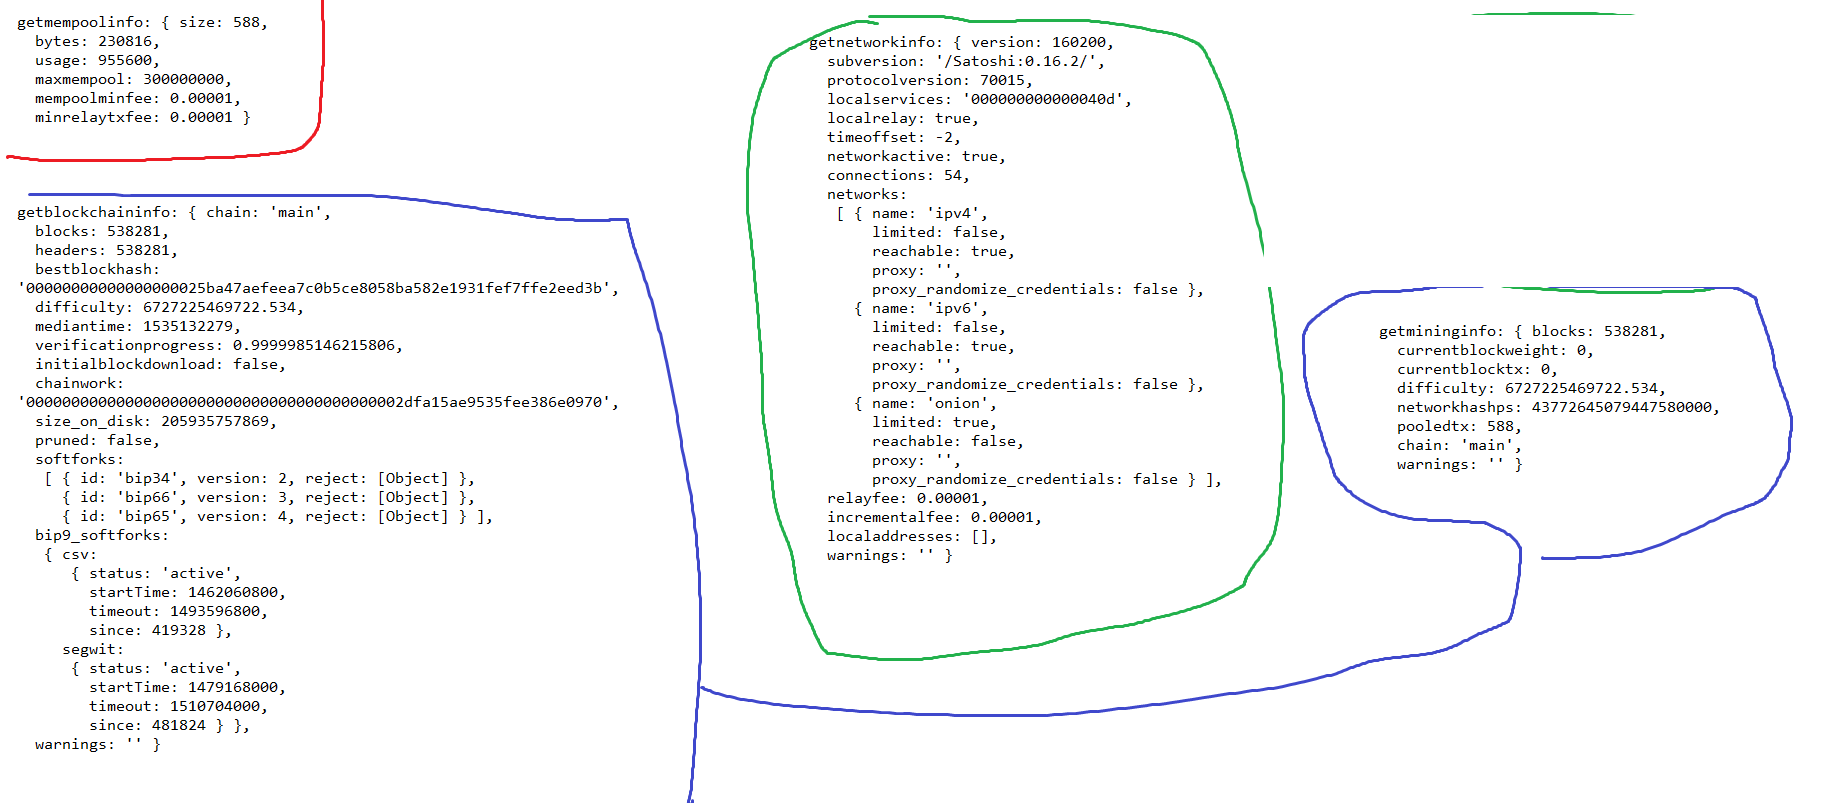 getmempoolinfo: { size: 588,
bytes: 230816,
usage: 955600,
maxmempool: 300000000,
mempoolminfee: 0.00001,
minrelaytxfee: 0.00001 }
getblockchaininfo: { chain: 'main',
blocks: 538281,
headers: 538281,
bestblockhash:
'00000000000000000025ba47aefeea7c0b5ce8058ba582e1931fef7ffe2eed3b',
difficulty: 6727225469722.534,
mediantime: 1535132279,
verificationprogress: 0.9999985146215806,
initialblockdownload: false,
chainwork:
'000000000000000000000000000000000000000002dfa15ae9535fee386e0970',
size_on_disk: 205935757869,
pruned: false,
softforks:
[ { id: 'bip34', version: 2, reject: [Object] },
{ id: 'bip66', version: 3, reject: [Object] },
{ id: 'bip65', version: 4, reject: [Object] } ],
bip9_softforks:
{ csv:
{ status: 'active',
startTime: 1462060800,
timeout: 1493596800,
since: 419328 },
segwit:
{ status: 'active',
startTime: 1479168000,
timeout: 1510704000,
since: 481824 } },
warnings: '' }
getnetworkinfo: { version: 160200,
subversion: '/Satoshi:0.16.2/',
protocolversion: 70015,
localservices: '000000000000040d',
localrelay: true,
timeoffset: -2,
networkactive: true,
connections: 54,
networks:
[ { name: 'ipv4',
limited: false,
reachable: true,
proxy: '',
proxy_randomize_credentials: false },
{ name: 'ipv6',
limited: false,
reachable: true,
proxy: '',
proxy_randomize_credentials: false },
{ name: 'onion',
limited: true,
reachable: false,
proxy: '',
proxy_randomize_credentials: false } ],
relayfee: 0.00001,
incrementalfee: 0.00001,
localaddresses: [],
warnings: '' }
getmininginfo: { blocks: 538281,
currentblockweight: 0,
currentblocktx: 0,
difficulty: 6727225469722.534,
networkhashps: 43772645079447580000,
pooledtx: 588,
chain: 'main',
warnings: '' }